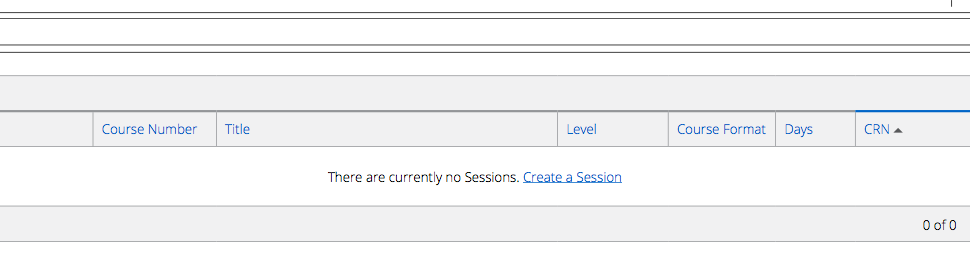 Course Number Title Level Course Format Days CRN
There are currently no Sessions. Create a Session
0 of 0